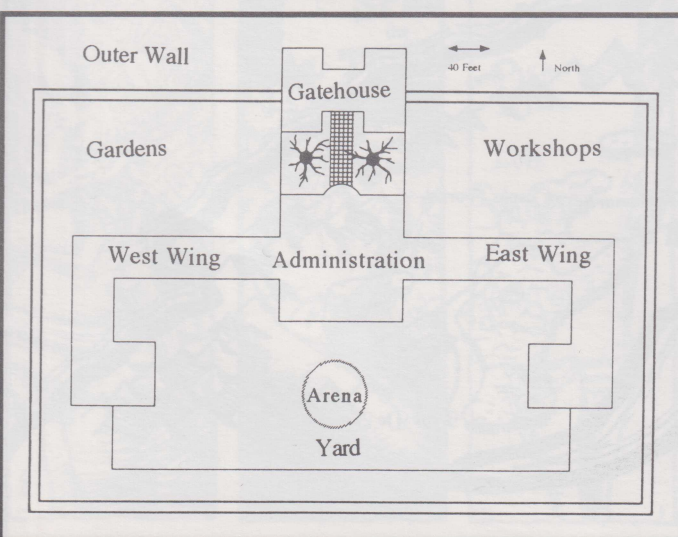 Outer Wall
40 Feet
North
Gatehouse
Gardens
Workshops
West Wing
Administration
East Wing
Arena
Yard